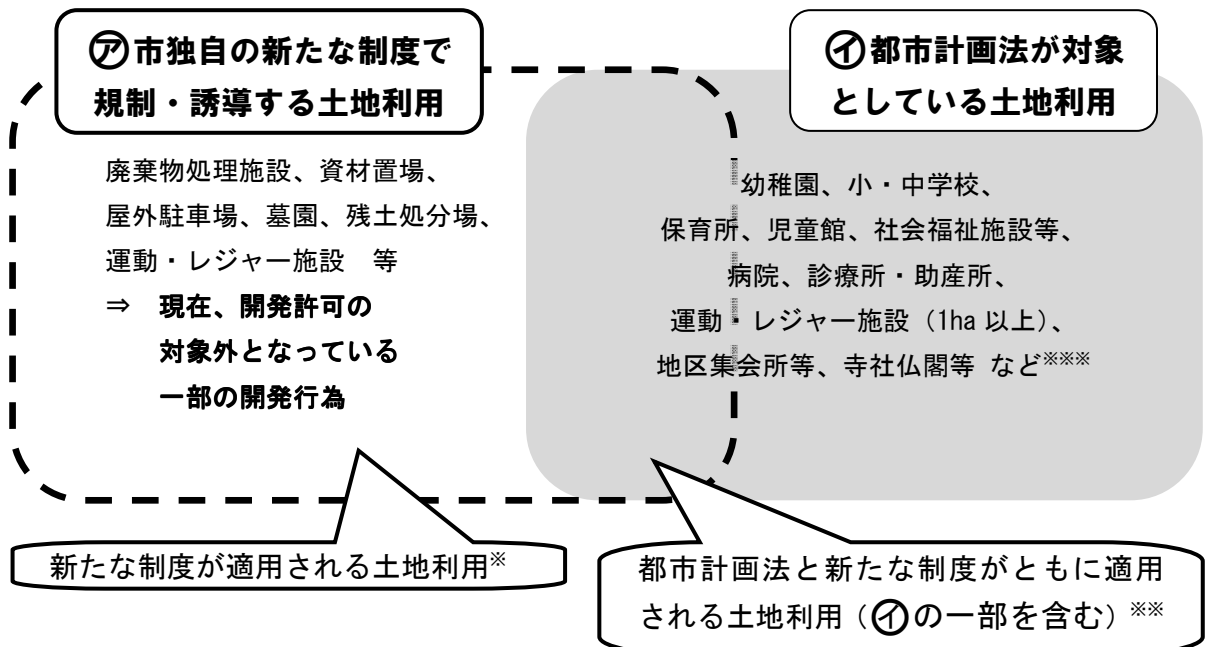 ㋐市独自の新たな制度で
規制・誘導する土地利用
㋑都市計画法が対象
としている土地利用
廃棄物処理施設、資材置場、
屋外駐車場、墓園、残土処分場、
運動・レジャー施設　等
⇒　現在、開発許可の
対象外となっている
一部の開発行為
幼稚園、小・中学校、
保育所、児童館、社会福祉施設等、
病院、診療所・助産所、
運動・レジャー施設（1ha 以上）、
地区集会所等、寺社仏閣等 など※※※
新たな制度が適用される土地利用※
都市計画法と新たな制度がともに適用
される土地利用（㋑の一部を含む）※※